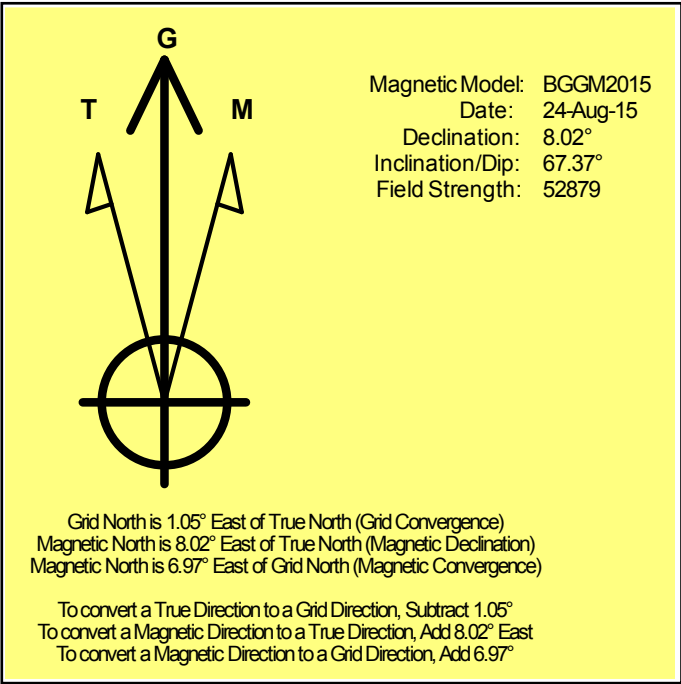 G
T
M
Magnetic Model: BGGM2015
Date: 24-Aug-15
Declination: 8.02°
Inclination/Dip: 67.37°
Field Strength: 52879
Grid North is 1.05° East of True North (Grid Convergence)
Magnetic North is 8.02° East of True North (Magnetic Declination)
Magnetic North is 6.97° East of Grid North (Magnetic Convergence)
To convert a True Direction to a Grid Direction, Subtract 1.05°
To convert a Magnetic Direction to a True Direction, Add 8.02° East
To convert a Magnetic Direction to a Grid Direction, Add 6.97°